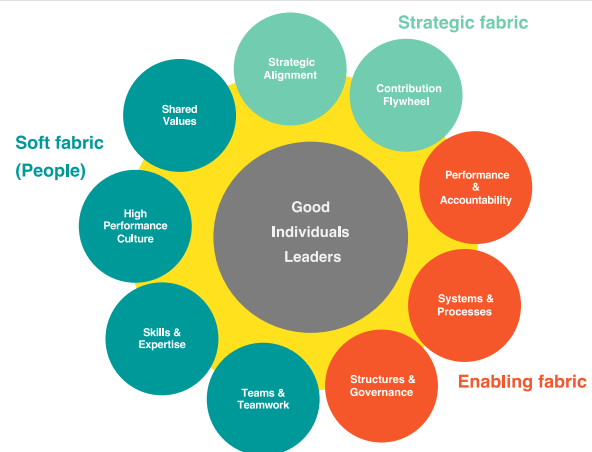 Strategic fabric
Strategic
Alignment
Contribution
Flywheel
Shared
Values
Soft fabric
(People)
Performance
&
Accountability
High
Performance
Culture
Good
Individuals
Leaders
Systems &
Processes
Skills &
Expertise
Structures &
Governance
Enabling fabric
Teams &
Teamwork